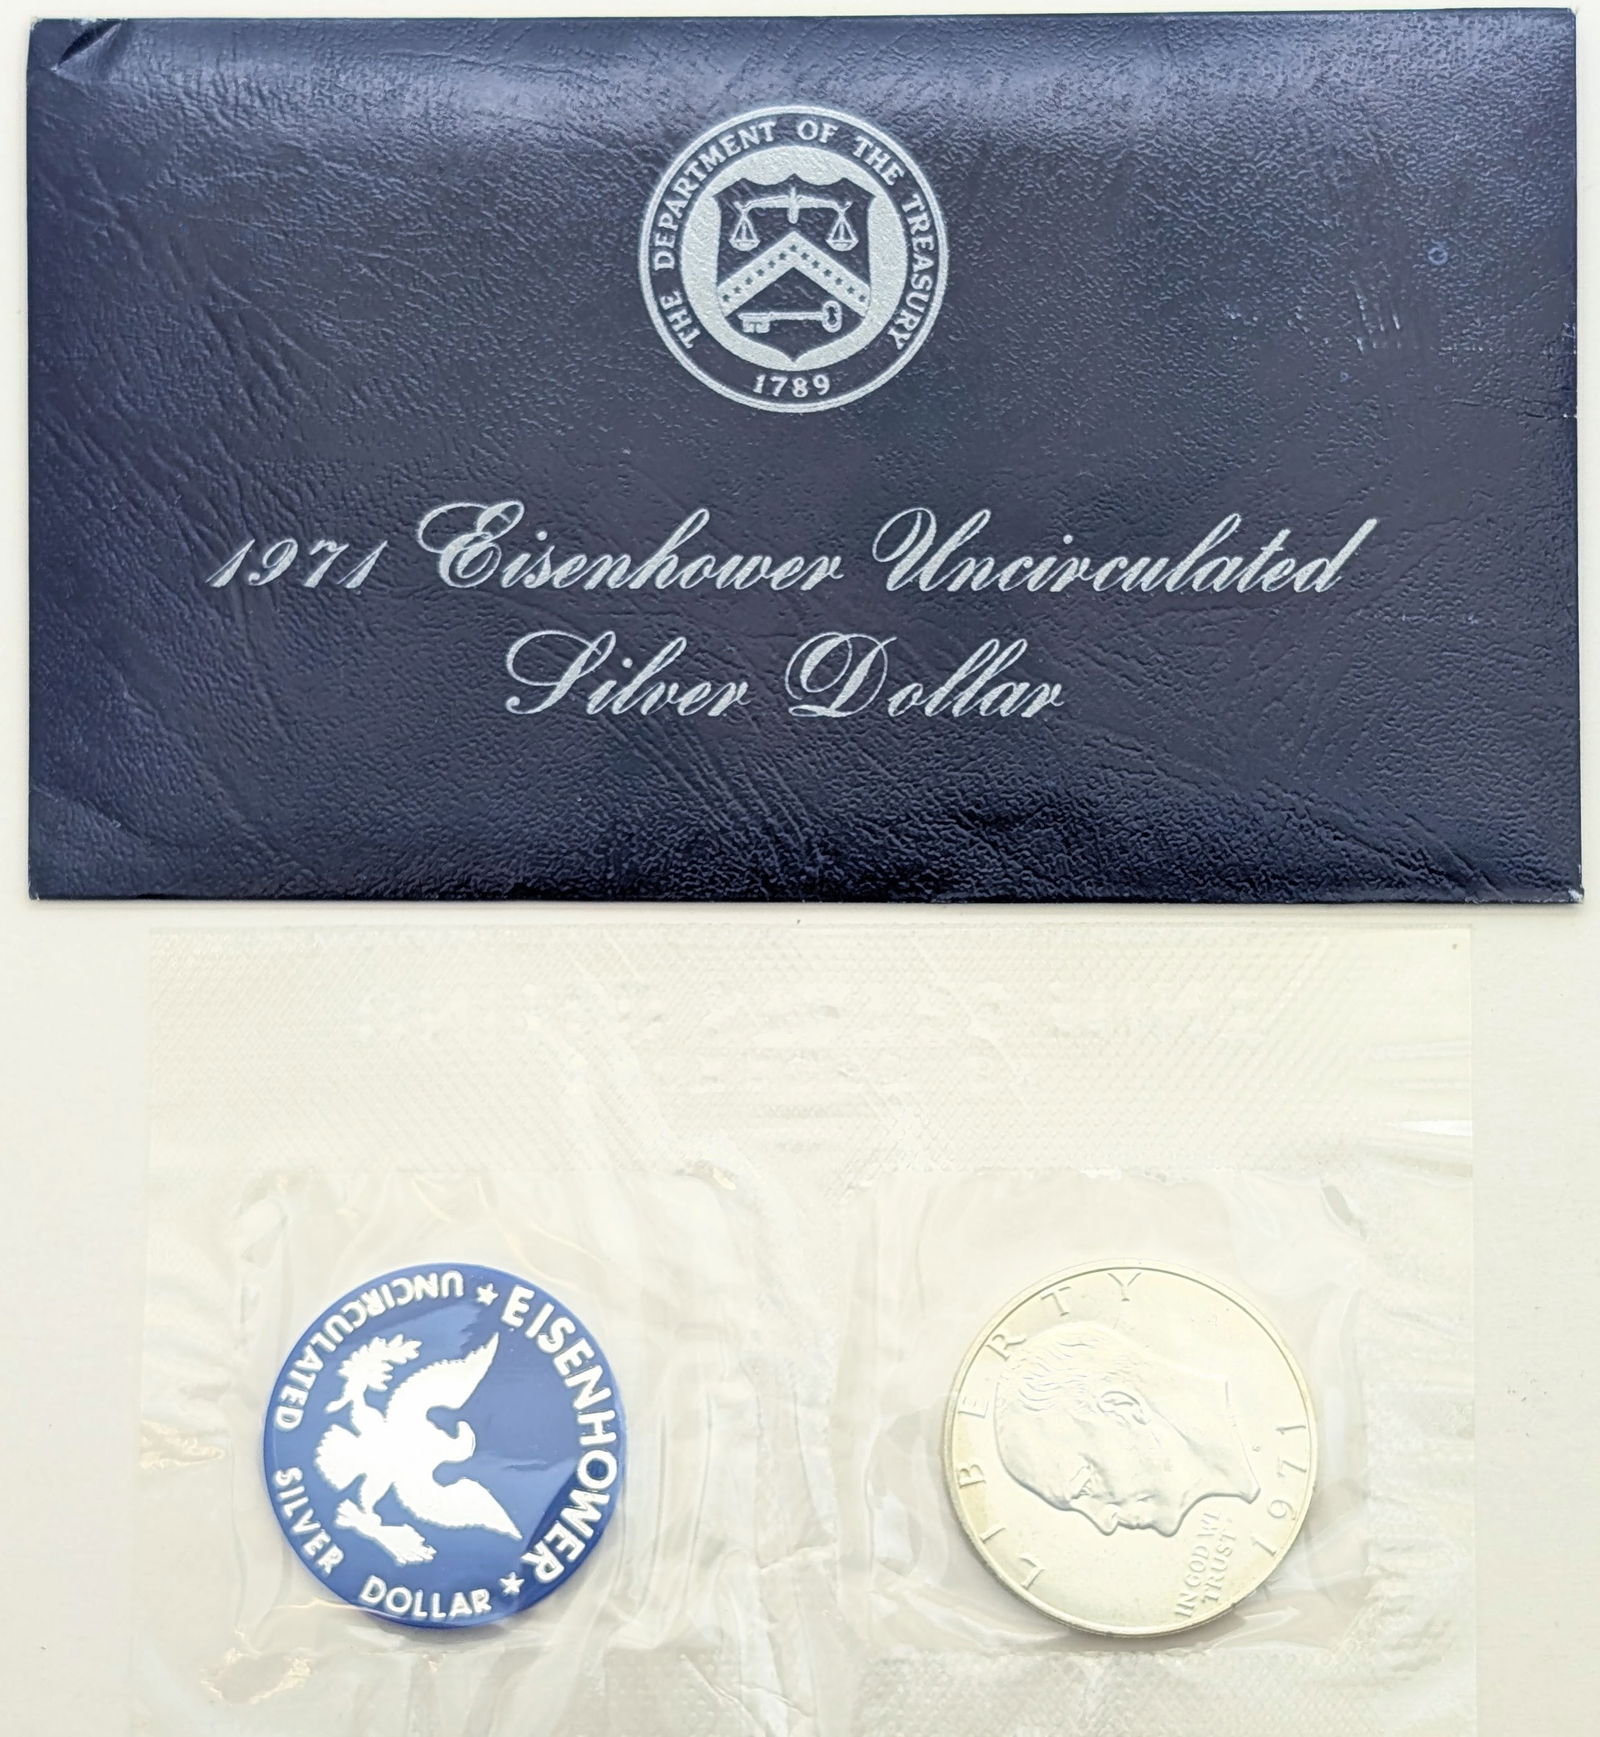 THE DEPARTMENT OF THE TREASURY
1789
1971 Eisenhower Uncirculated
Silver Dollar
EISENHOWER
★ UNCIRCULATED SILVER DOLLAR ★
LIBERTY
IN GOD WE
TRUST
1971